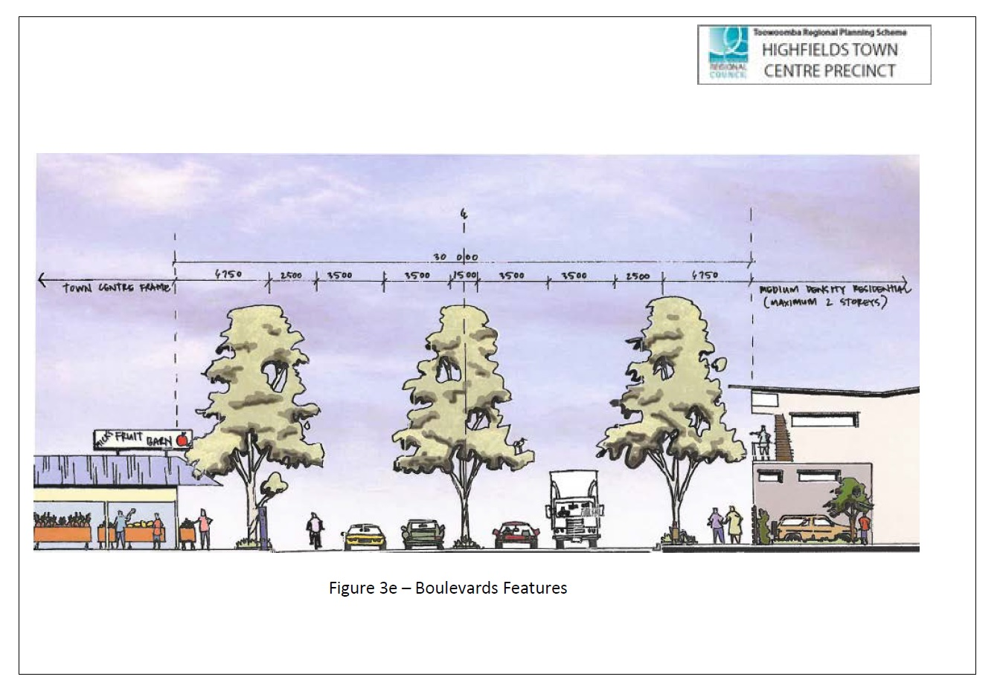 Toowoomba Regional Planning Scheme
HIGHFIELDS TOWN
CENTRE PRECINCT
REGIONAL
COUNCIL
℄
30 000
4750 2500 3500 3500 1500 3500 3500 2500 4750
TOWN CENTRE FRAME
MEDIUM DENSITY RESIDENTIAL
(MAXIMUM 2 STOREYS)
MICK'S FRUIT BARN
Figure 3e – Boulevards Features